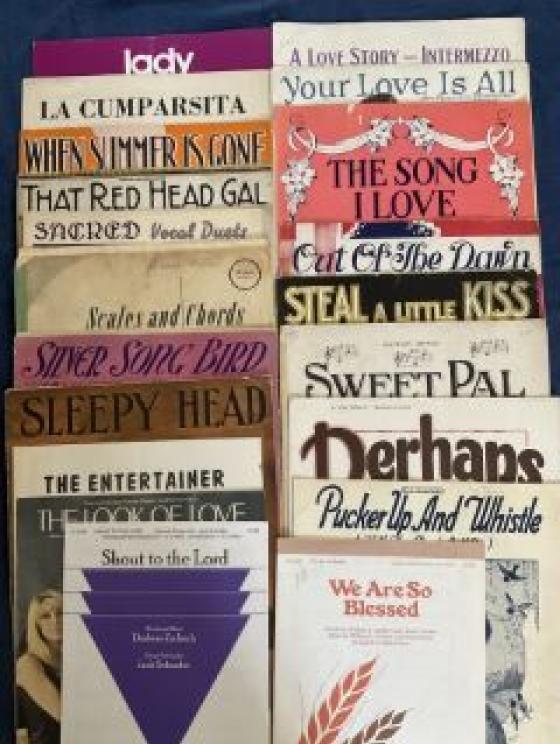 lady
LA CUMPARSITA
WHEN SUMMER IS GONE
THAT RED HEAD GAL
SACRED Vocal Duets
Scales and Chords
SILVER SONG BIRD
SLEEPY HEAD
THE ENTERTAINER
THE LOOK OF LOVE
Shout to the Lord
A LOVE STORY — INTERMEZZO
Your Love Is All
THE SONG
I LOVE
Out Of The Dawn
STEAL A LITTLE KISS
SWEET PAL
Perhaps
Pucker Up And Whistle
We Are So
Blessed